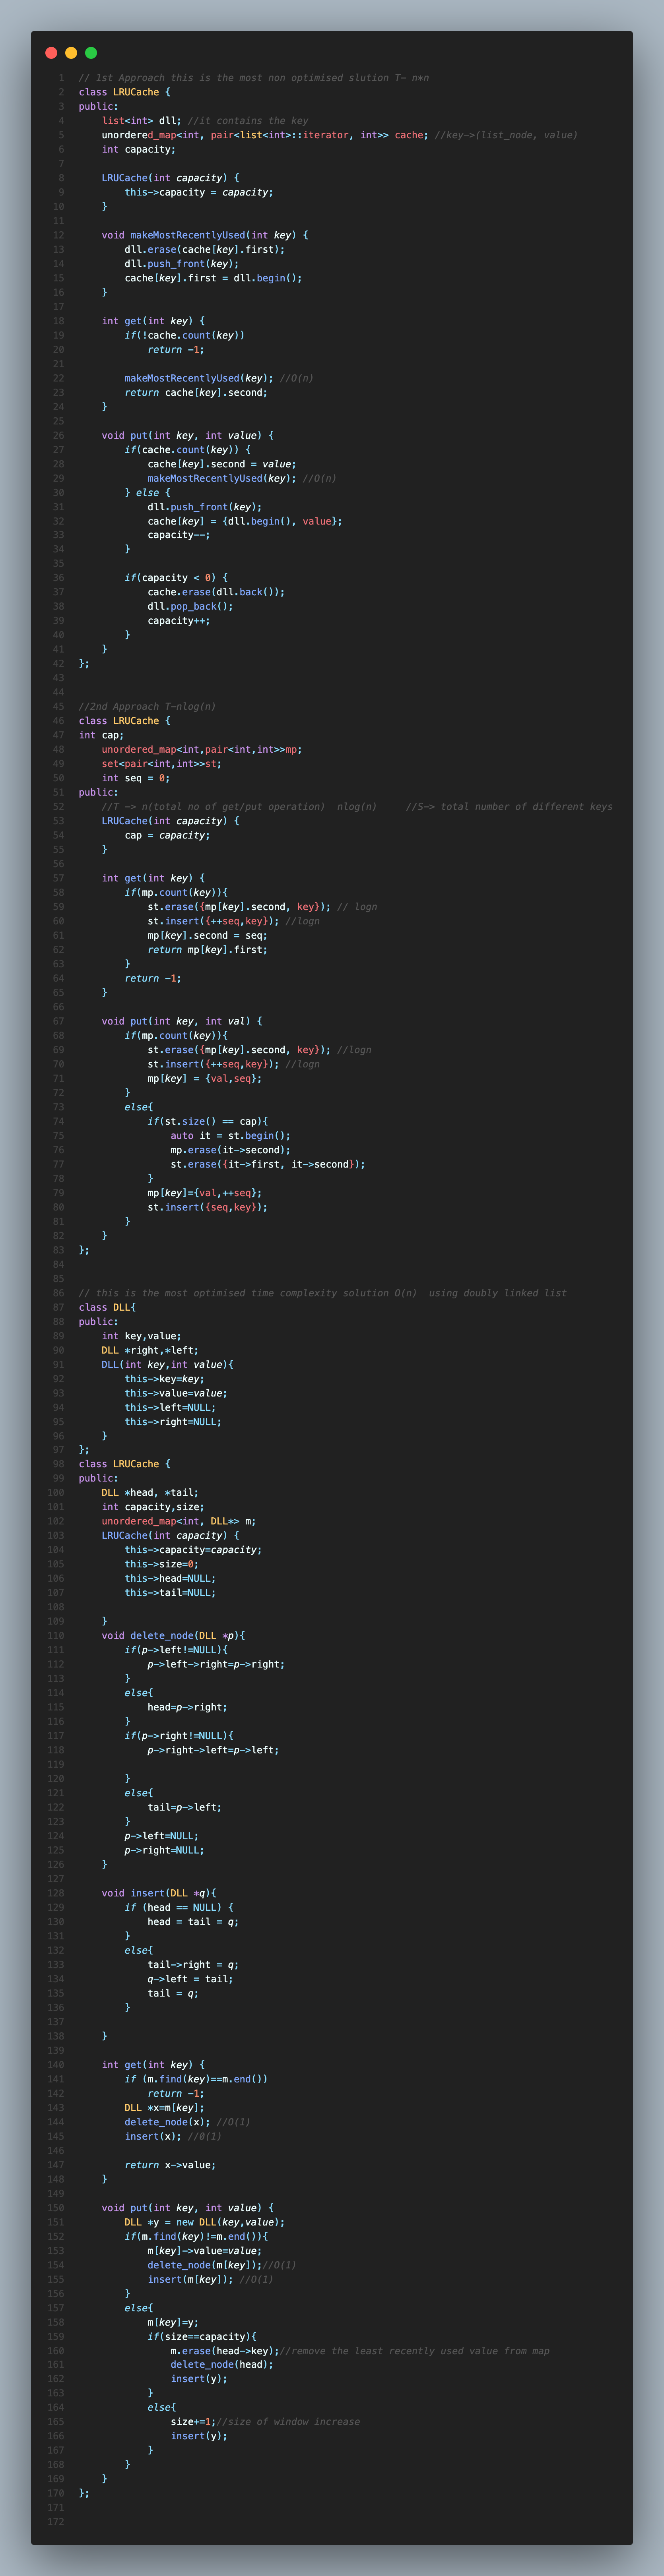 1 // 1st Approach this is the most non optimised slution T~ n*n
2 class LRUCache {
3 public:
4     list<int> dll; //it contains the key
5     unordered_map<int, pair<list<int>::iterator, int>> cache; //key->(list_node, value)
6     int capacity;
7
8     LRUCache(int capacity) {
9         this->capacity = capacity;
10     }
11
12     void makeMostRecentlyUsed(int key) {
13         dll.erase(cache[key].first);
14         dll.push_front(key);
15         cache[key].first = dll.begin();
16     }
17
18     int get(int key) {
19         if(!cache.count(key))
20             return -1;
21
22         makeMostRecentlyUsed(key); //O(n)
23         return cache[key].second;
24     }
25
26     void put(int key, int value) {
27         if(cache.count(key)) {
28             cache[key].second = value;
29             makeMostRecentlyUsed(key); //O(n)
30         } else {
31             dll.push_front(key);
32             cache[key] = {dll.begin(), value};
33             capacity--;
34         }
35
36         if(capacity < 0) {
37             cache.erase(dll.back());
38             dll.pop_back();
39             capacity++;
40         }
41     }
42 };
43
44
45 //2nd Approach T~nlog(n)
46 class LRUCache {
47 int cap;
48     unordered_map<int,pair<int,int>>mp;
49     set<pair<int,int>>st;
50     int seq = 0;
51 public:
52     //T -> n(total no of get/put operation)  nlog(n)     //S~> total number of different keys
53     LRUCache(int capacity) {
54         cap = capacity;
55     }
56
57     int get(int key) {
58         if(mp.count(key)){
59             st.erase({mp[key].second, key}); // logn
60             st.insert({++seq,key}); //logn
61             mp[key].second = seq;
62             return mp[key].first;
63         }
64         return -1;
65     }
66
67     void put(int key, int val) {
68         if(mp.count(key)){
69             st.erase({mp[key].second, key}); //logn
70             st.insert({++seq,key}); //logn
71             mp[key] = {val,seq};
72         }
73         else{
74             if(st.size() == cap){
75                 auto it = st.begin();
76                 mp.erase(it->second);
77                 st.erase({it->first, it->second});
78             }
79             mp[key]={val,++seq};
80             st.insert({seq,key});
81         }
82     }
83 };
84
85
86 // this is the most optimised time complexity solution O(n)  using doubly linked list
87 class DLL{
88 public:
89     int key,value;
90     DLL *right,*left;
91     DLL(int key,int value){
92         this->key=key;
93         this->value=value;
94         this->left=NULL;
95         this->right=NULL;
96     }
97 };
98 class LRUCache {
99 public:
100     DLL *head, *tail;
101     int capacity,size;
102     unordered_map<int, DLL*> m;
103     LRUCache(int capacity) {
104         this->capacity=capacity;
105         this->size=0;
106         this->head=NULL;
107         this->tail=NULL;
108
109     }
110     void delete_node(DLL *p){
111         if(p->left!=NULL){
112             p->left->right=p->right;
113         }
114         else{
115             head=p->right;
116         }
117         if(p->right!=NULL){
118             p->right->left=p->left;
119
120         }
121         else{
122             tail=p->left;
123         }
124         p->left=NULL;
125         p->right=NULL;
126     }
127
128     void insert(DLL *q){
129         if (head == NULL) {
130             head = tail = q;
131         }
132         else{
133             tail->right = q;
134             q->left = tail;
135             tail = q;
136         }
137
138     }
139
140     int get(int key) {
141         if (m.find(key)==m.end())
142             return -1;
143         DLL *x=m[key];
144         delete_node(x); //O(1)
145         insert(x); //0(1)
146
147         return x->value;
148     }
149
150     void put(int key, int value) {
151         DLL *y = new DLL(key,value);
152         if(m.find(key)!=m.end()){
153             m[key]->value=value;
154             delete_node(m[key]);//O(1)
155             insert(m[key]); //O(1)
156         }
157         else{
158             m[key]=y;
159             if(size==capacity){
160                 m.erase(head->key);//remove the least recently used value from map
161                 delete_node(head);
162                 insert(y);
163             }
164             else{
165                 size+=1;//size of window increase
166                 insert(y);
167             }
168         }
169     }
170 };
171
172